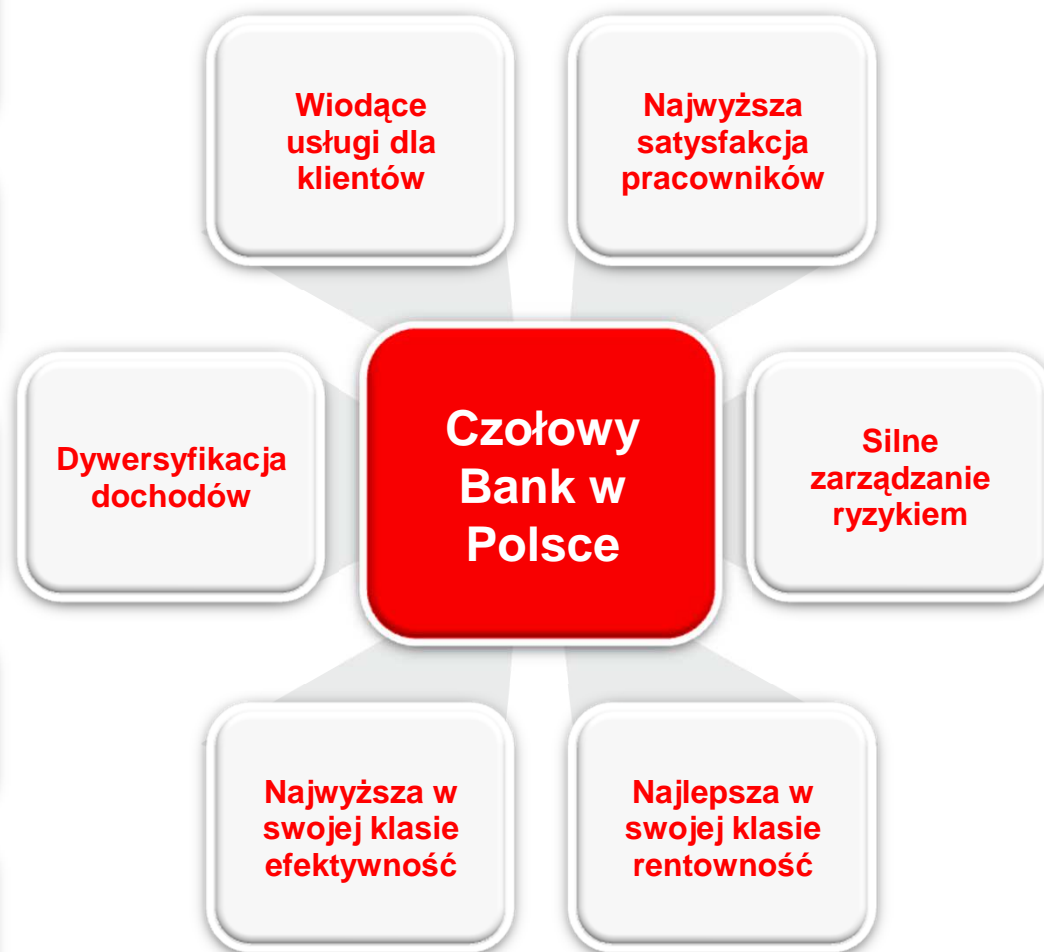 Wiodące
usługi dla
klientów
Najwyższa
satysfakcja
pracowników
Dywersyfikacja
dochodów
Czołowy
Bank w
Polsce
Silne
zarządzanie
ryzykiem
Najwyższa w
swojej klasie
efektywność
Najlepsza w
swojej klasie
rentowność